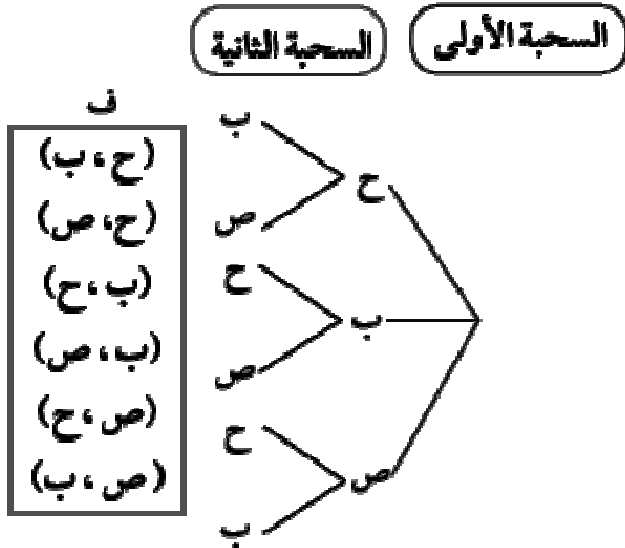 السحبة الأولى
السحبة الثانية
ف
ح
ب
ص
ب
ص
ح
ص
ح
ب
(ح ، ب)
(ح، ص)
(ب ، ح)
(ب ، ص)
(ص ، ح)
(ص ، ب)